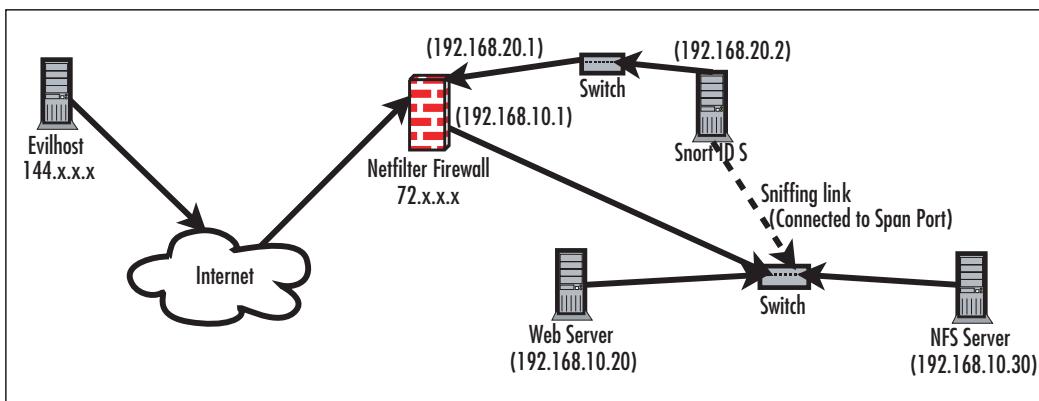 Evilhost
144.x.x.x
Internet
(192.168.20.1)
(192.168.10.1)
Netfilter Firewall
72.x.x.x
Switch
(192.168.20.2)
Snort ID S
Sniffing link
(Connected to Span Port)
Web Server
(192.168.10.20)
Switch
NFS Server
(192.168.10.30)